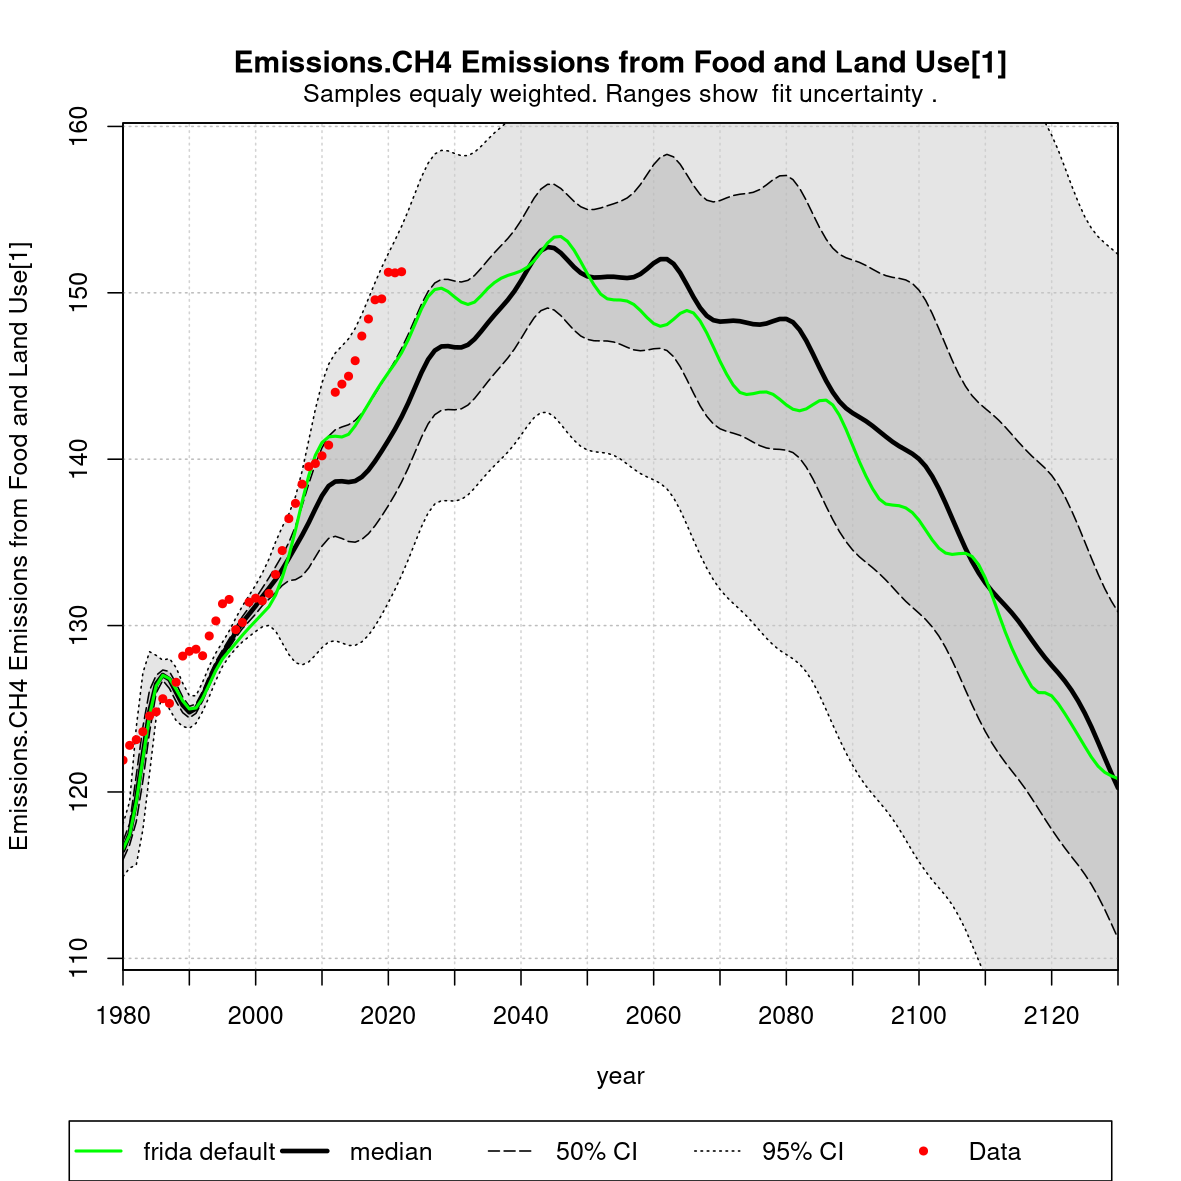 Emissions.CH4 Emissions from Food and Land Use[1]
Samples equaly weighted. Ranges show  fit uncertainty .
Emissions.CH4 Emissions from Food and Land Use[1]
160
150
140
130
120
110
1980 2000 2020 2040 2060 2080 2100 2120
year
frida default median 50% CI 95% CI Data